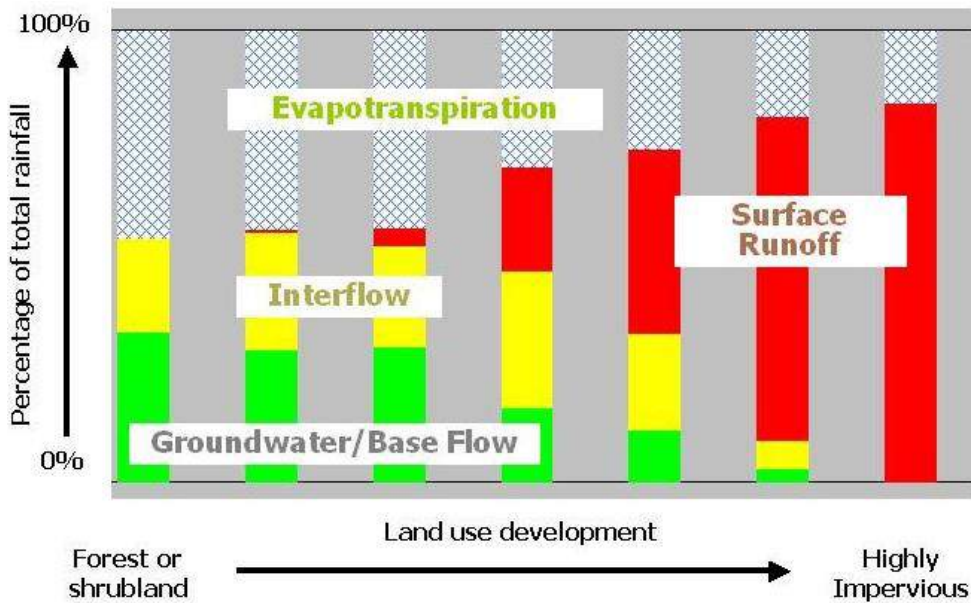 100%
Percentage of total rainfall
Evapotranspiration
Surface
Runoff
Interflow
Groundwater/Base Flow
0%
Land use development
Forest or
shrubland
Highly
Impervious